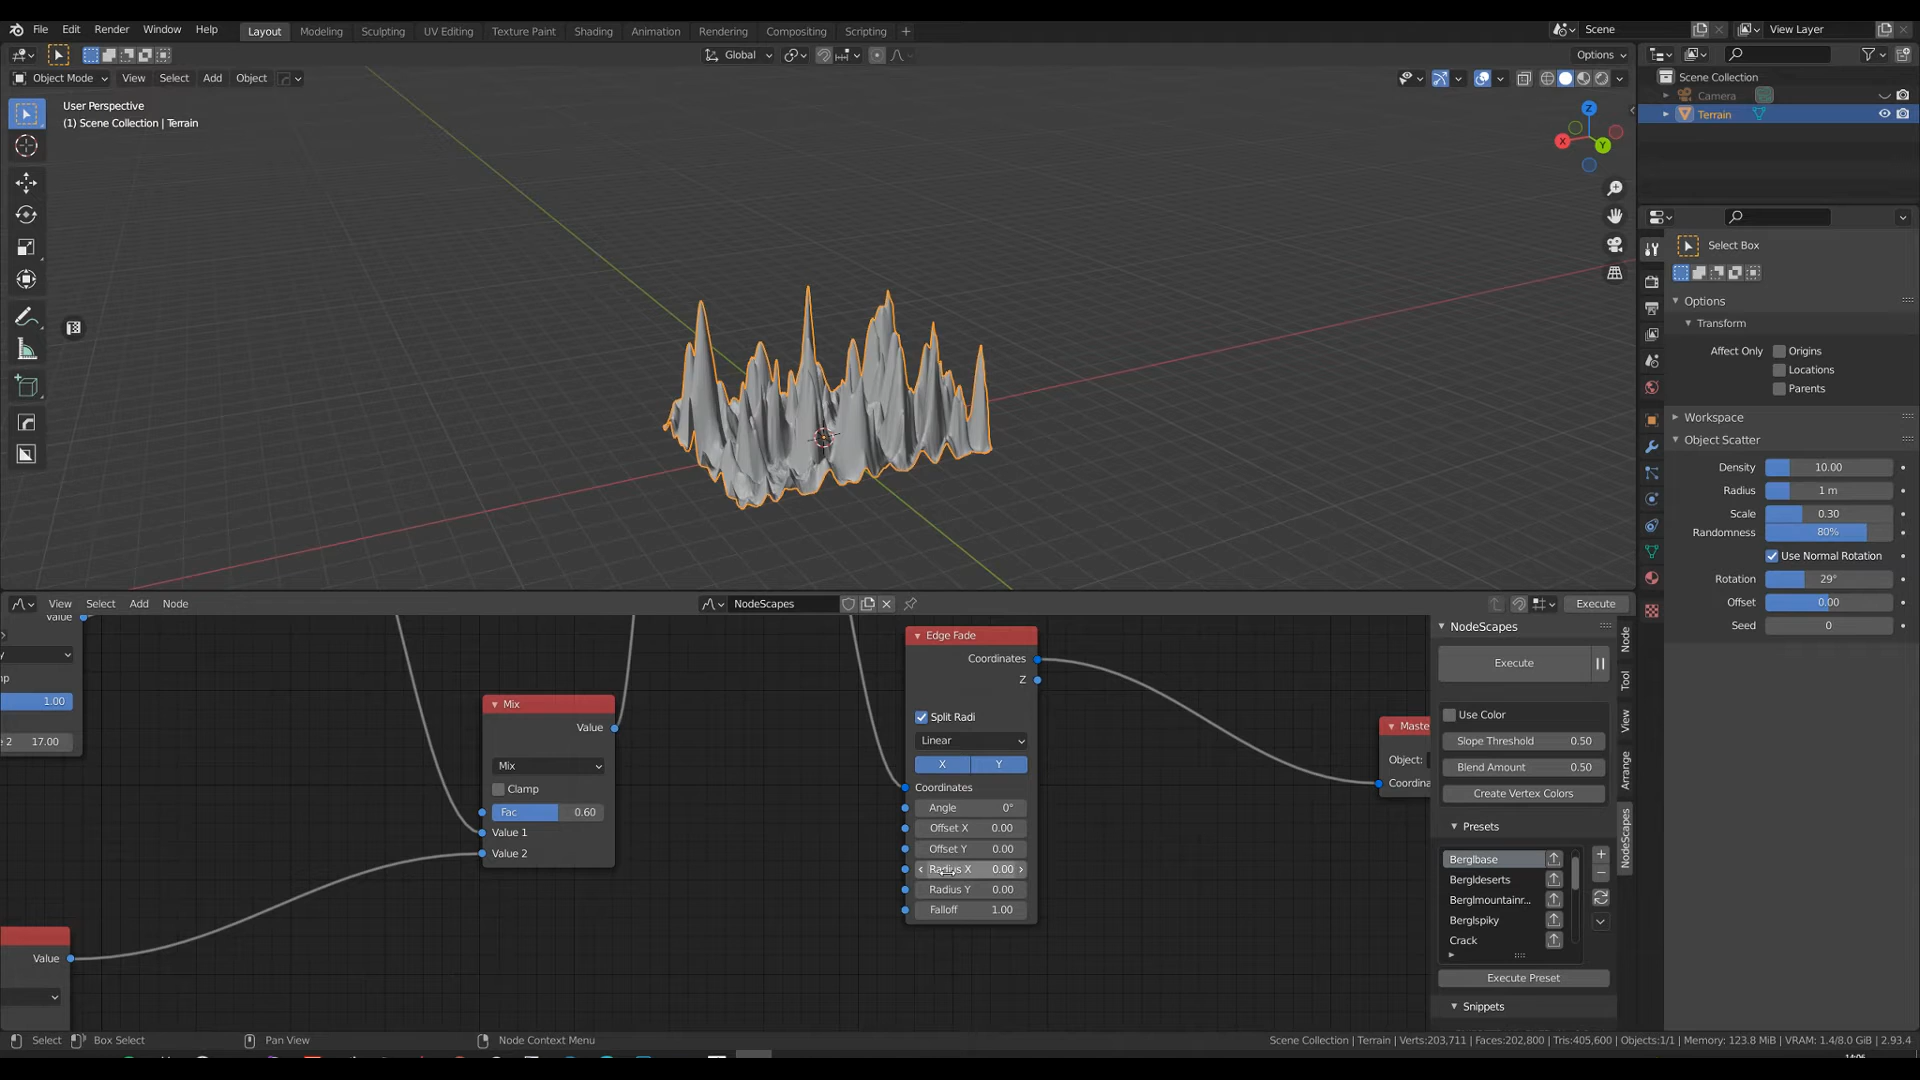 File Edit Render Window Help Layout Modeling Sculpting UV Editing Texture Paint Shading Animation Rendering Compositing Scripting + Scene View Layer
Global Options
Object Mode View Select Add Object
Scene Collection
Camera
Terrain
User Perspective
(1) Scene Collection | Terrain
Z
X
Y
Select Box
Options
Transform
Affect Only Origins
Locations
Parents
Workspace
Object Scatter
Density 10.00
Radius 1 m
Scale 0.30
Randomness 80%
Use Normal Rotation
Rotation 29°
Offset 0.00
Seed 0
View Select Add Node NodeScapes Execute
Value
y
mp
1.00
e 2 17.00
Value
Mix
Value
Mix
Clamp
Fac 0.60
Value 1
Value 2
Edge Fade
Coordinates
Z
Split Radi
Linear
X Y
Coordinates
Angle 0°
Offset X 0.00
Offset Y 0.00
Radius X 0.00
Radius Y 0.00
Falloff 1.00
Maste
Object:
Coordina
NodeScapes
Execute
Use Color
Slope Threshold 0.50
Blend Amount 0.50
Create Vertex Colors
Presets
Berglbase
Bergldeserts
Berglmountainr...
Berglspiky
Crack
Execute Preset
Snippets
Node
Tool
View
Arrange
NodeScapes
Select Box Select Pan View Node Context Menu Scene Collection | Terrain | Verts:203,711 | Faces:202,800 | Tris:405,600 | Objects:1/1 | Memory: 123.8 MiB | VRAM: 1.4/8.0 GiB | 2.93.4